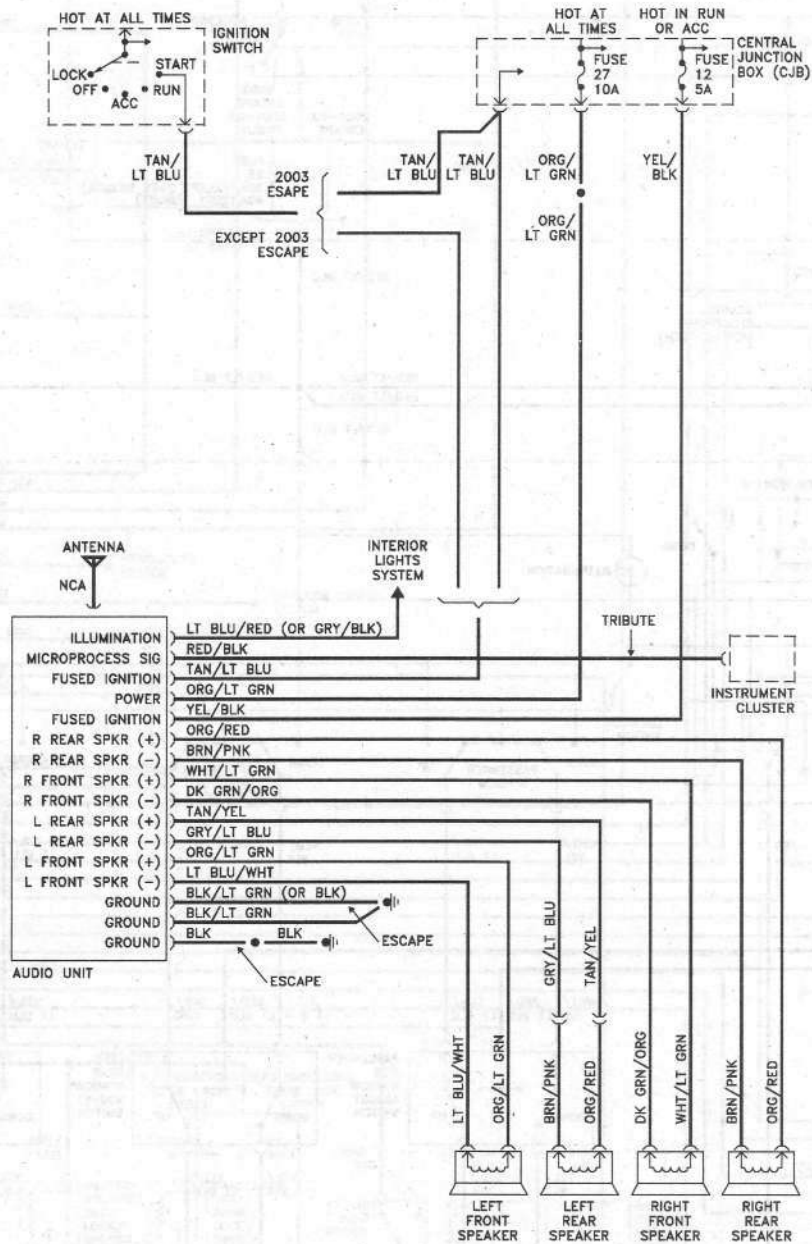 HOT AT ALL TIMES
IGNITION
SWITCH
LOCK
START
OFF
ACC
RUN
HOT AT
ALL TIMES
HOT IN RUN
OR ACC
FUSE
27
10A
FUSE
12
5A
CENTRAL
JUNCTION
BOX (CJB)
TAN/
LT BLU
2003
ESAPE
EXCEPT 2003
ESCAPE
TAN/
LT BLU
TAN/
LT BLU
ORG/
LT GRN
ORG/
LT GRN
YEL/
BLK
ANTENNA
NCA
INTERIOR
LIGHTS
SYSTEM
TRIBUTE
INSTRUMENT
CLUSTER
ILLUMINATION LT BLU/RED (OR GRY/BLK)
MICROPROCESS SIG RED/BLK
FUSED IGNITION TAN/LT BLU
POWER ORG/LT GRN
FUSED IGNITION YEL/BLK
R REAR SPKR (+) ORG/RED
R REAR SPKR (-) BRN/PNK
R FRONT SPKR (+) WHT/LT GRN
R FRONT SPKR (-) DK GRN/ORG
L REAR SPKR (+) TAN/YEL
L REAR SPKR (-) GRY/LT BLU
L FRONT SPKR (+) ORG/LT GRN
L FRONT SPKR (-) LT BLU/WHT
GROUND BLK/LT GRN (OR BLK)
GROUND BLK/LT GRN
GROUND BLK BLK
ESCAPE
ESCAPE
AUDIO UNIT
GRY/LT BLU
TAN/YEL
LT BLU/WHT
ORG/LT GRN
BRN/PNK
ORG/RED
DK GRN/ORG
WHT/LT GRN
BRN/PNK
ORG/RED
LEFT
FRONT
SPEAKER
LEFT
REAR
SPEAKER
RIGHT
FRONT
SPEAKER
RIGHT
REAR
SPEAKER